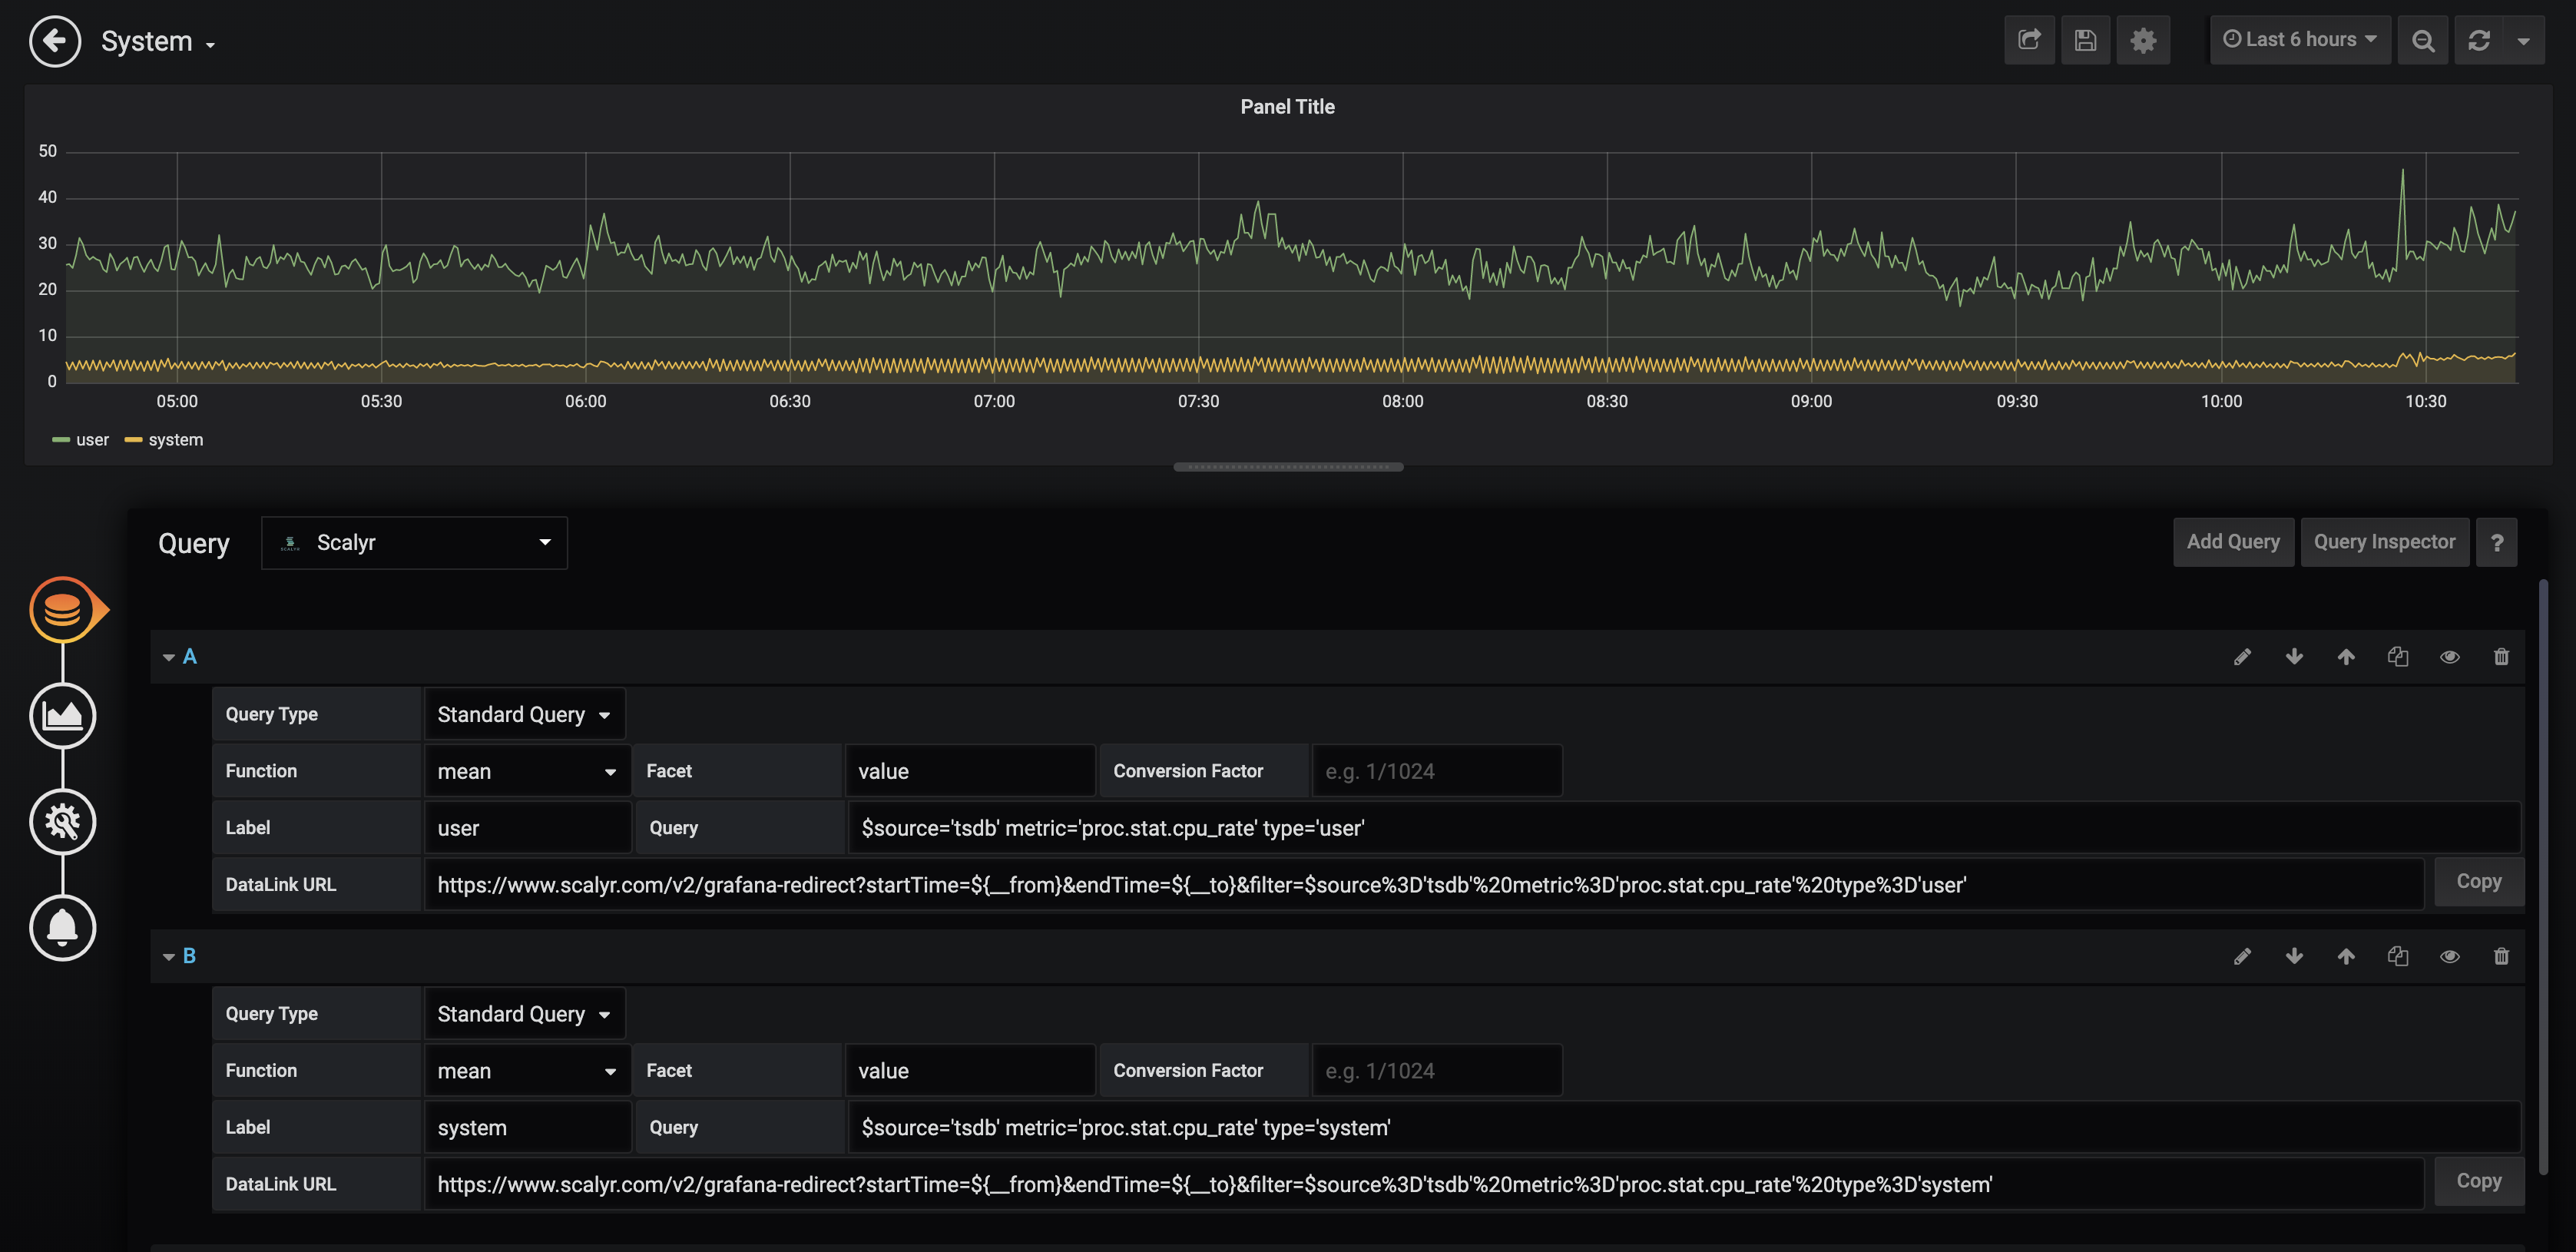 System
Last 6 hours
Panel Title
50
40
30
20
10
0
05:00 05:30 06:00 06:30 07:00 07:30 08:00 08:30 09:00 09:30 10:00 10:30
user system
Query SCALYR Scalyr Add Query Query Inspector ?
A
Query Type Standard Query
Function mean Facet value Conversion Factor e.g. 1/1024
Label user Query $source='tsdb' metric='proc.stat.cpu_rate' type='user'
DataLink URL https://www.scalyr.com/v2/grafana-redirect?startTime=${__from}&endTime=${__to}&filter=$source%3D'tsdb'%20metric%3D'proc.stat.cpu_rate'%20type%3D'user' Copy
B
Query Type Standard Query
Function mean Facet value Conversion Factor e.g. 1/1024
Label system Query $source='tsdb' metric='proc.stat.cpu_rate' type='system'
DataLink URL https://www.scalyr.com/v2/grafana-redirect?startTime=${__from}&endTime=${__to}&filter=$source%3D'tsdb'%20metric%3D'proc.stat.cpu_rate'%20type%3D'system' Copy